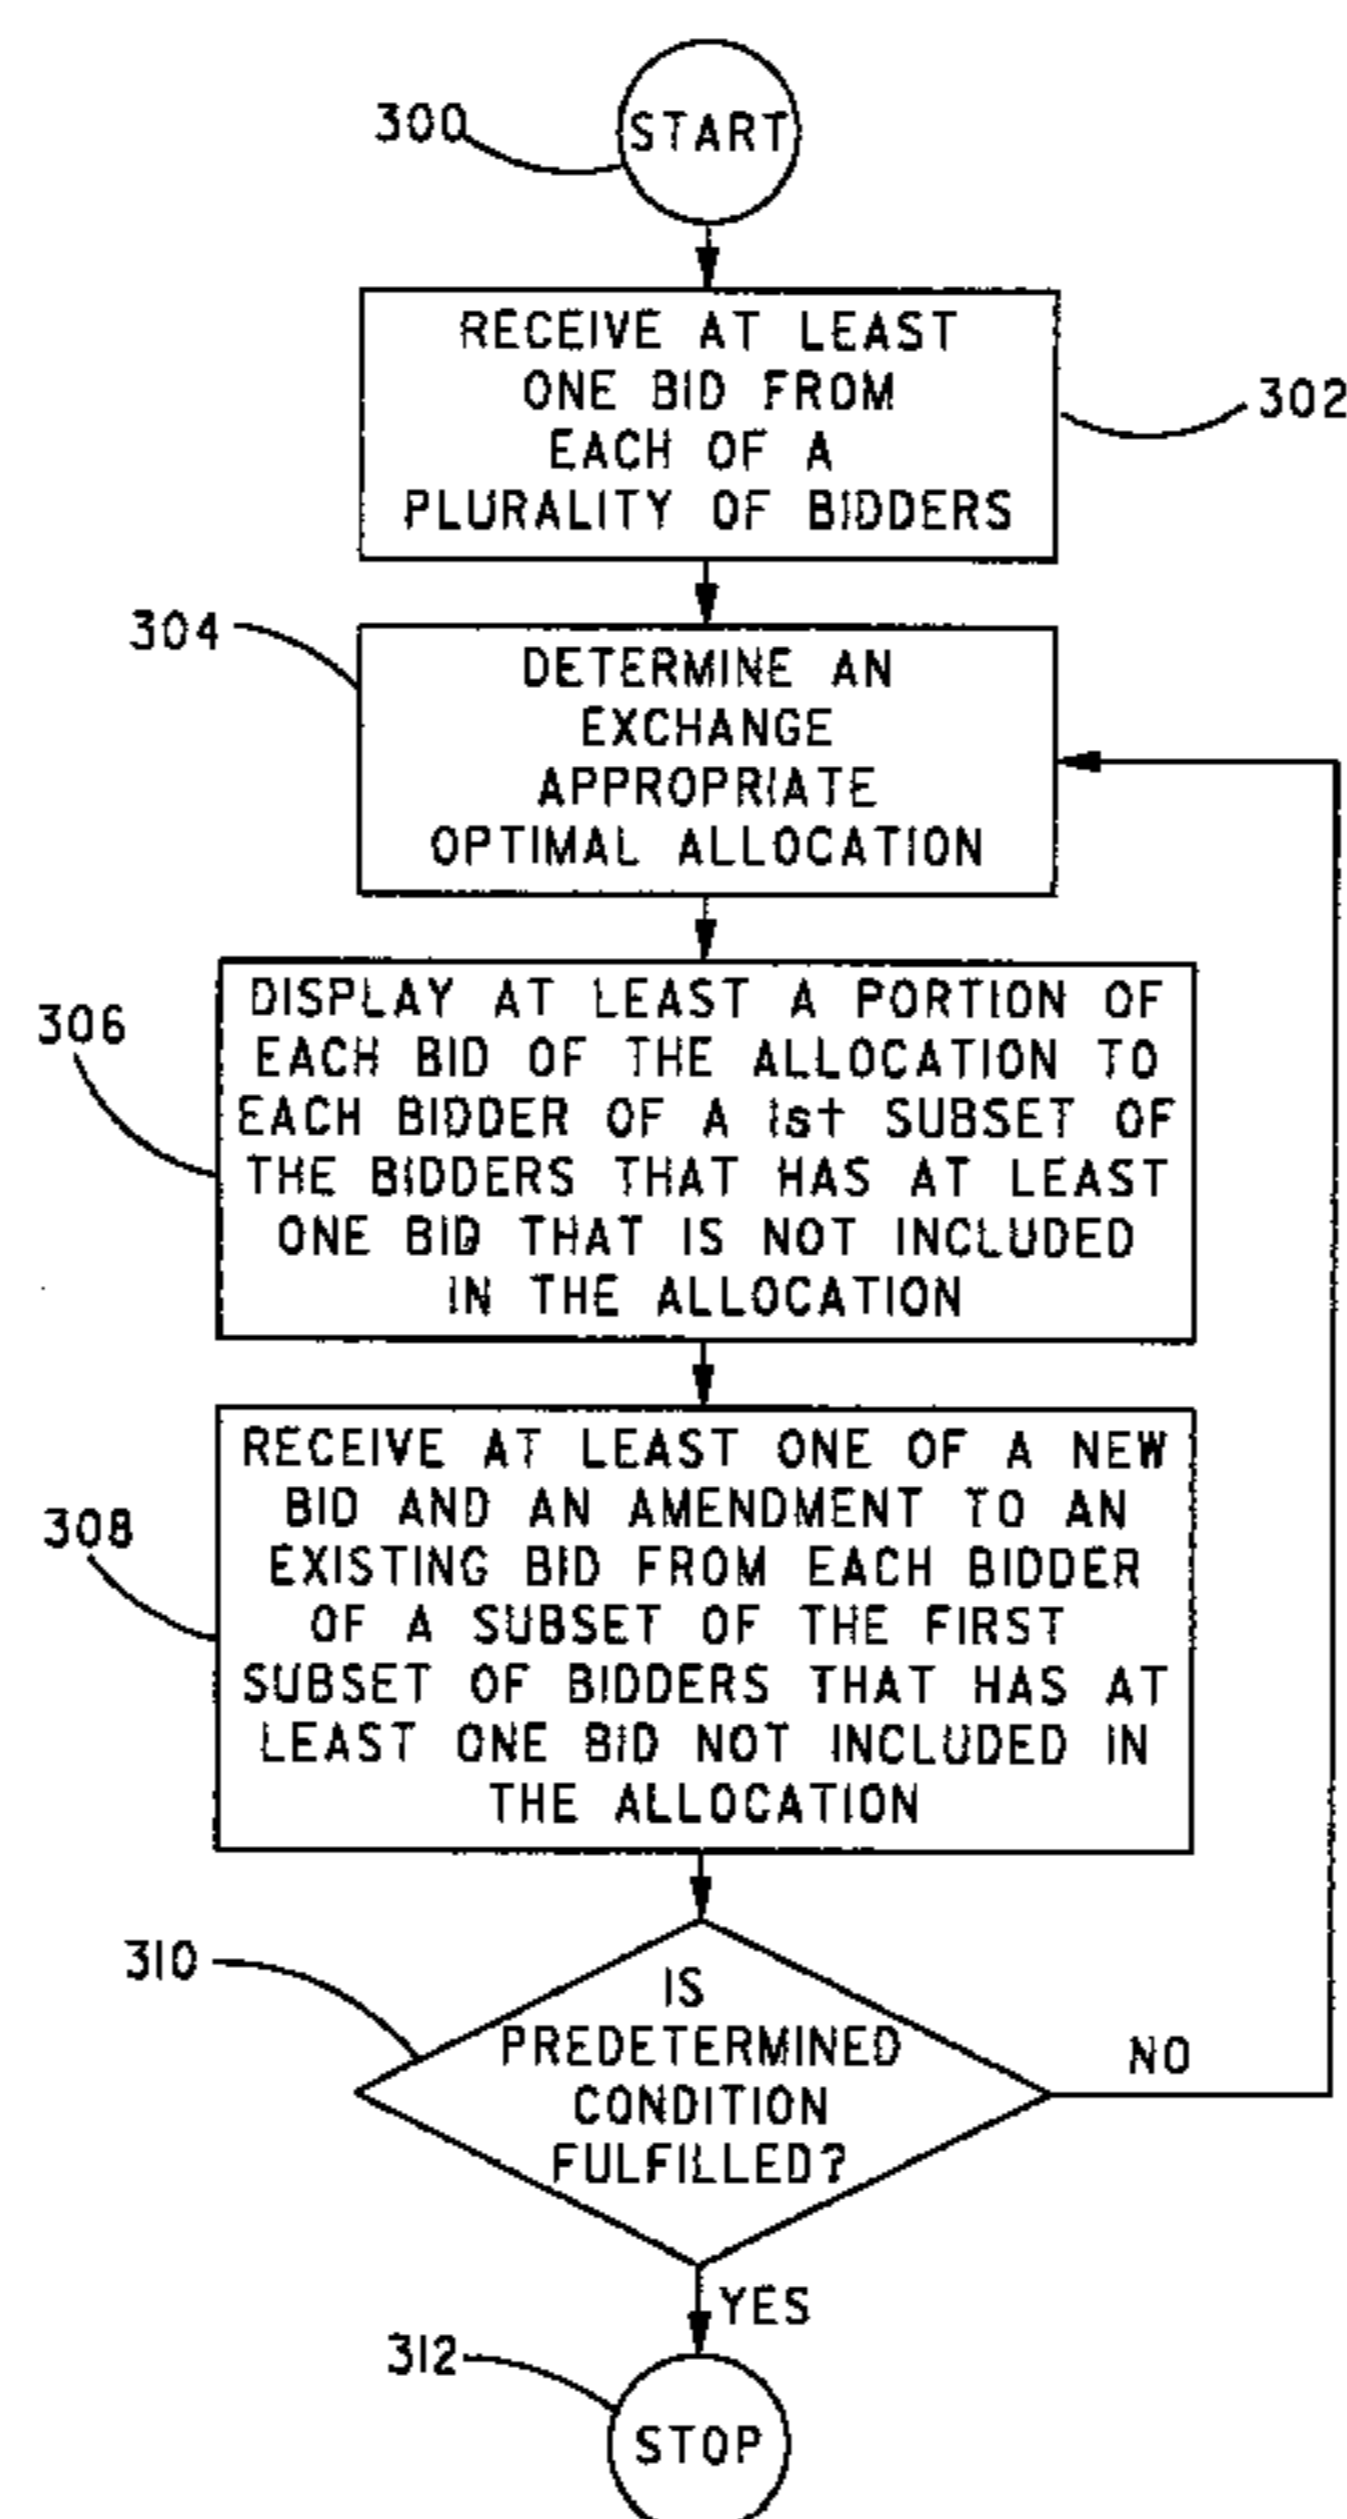 300
START
RECEIVE AT LEAST
ONE BID FROM
EACH OF A
PLURALITY OF BIDDERS
302
304
DETERMINE AN
EXCHANGE
APPROPRIATE
OPTIMAL ALLOCATION
306
DISPLAY AT LEAST A PORTION OF
EACH BID OF THE ALLOCATION TO
EACH BIDDER OF A 1st SUBSET OF
THE BIDDERS THAT HAS AT LEAST
ONE BID THAT IS NOT INCLUDED
IN THE ALLOCATION
308
RECEIVE AT LEAST ONE OF A NEW
BID AND AN AMENDMENT TO AN
EXISTING BID FROM EACH BIDDER
OF A SUBSET OF THE FIRST
SUBSET OF BIDDERS THAT HAS AT
LEAST ONE BID NOT INCLUDED IN
THE ALLOCATION
310
IS
PREDETERMINED
CONDITION
FULFILLED?
NO
YES
312
STOP